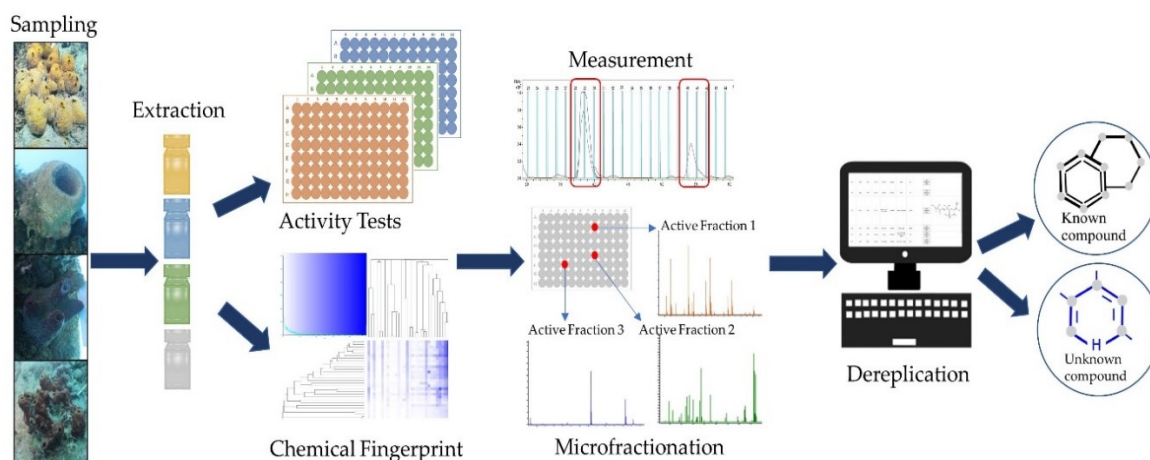 Sampling
Extraction
Activity Tests
Chemical Fingerprint
Measurement
Active Fraction 1
Active Fraction 3
Active Fraction 2
Microfractionation
Dereplication
Known
compound
H
Unknown
compound